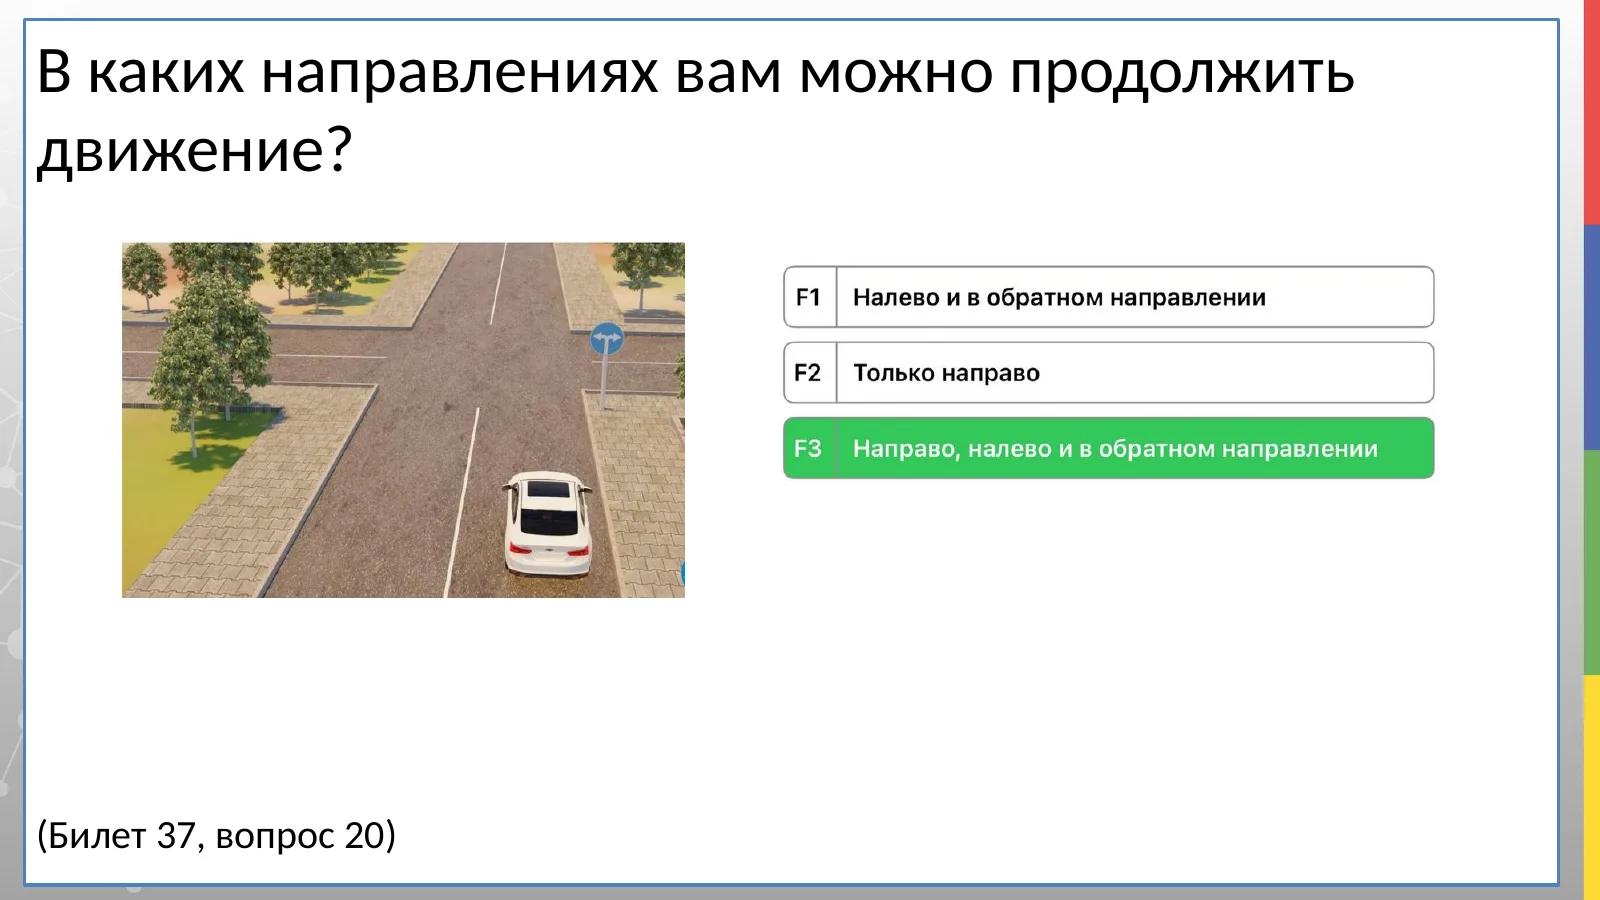 В каких направлениях вам можно продолжить
движение?
F1 Налево и в обратном направлении
F2 Только направо
F3 Направо, налево и в обратном направлении
(Билет 37, вопрос 20)